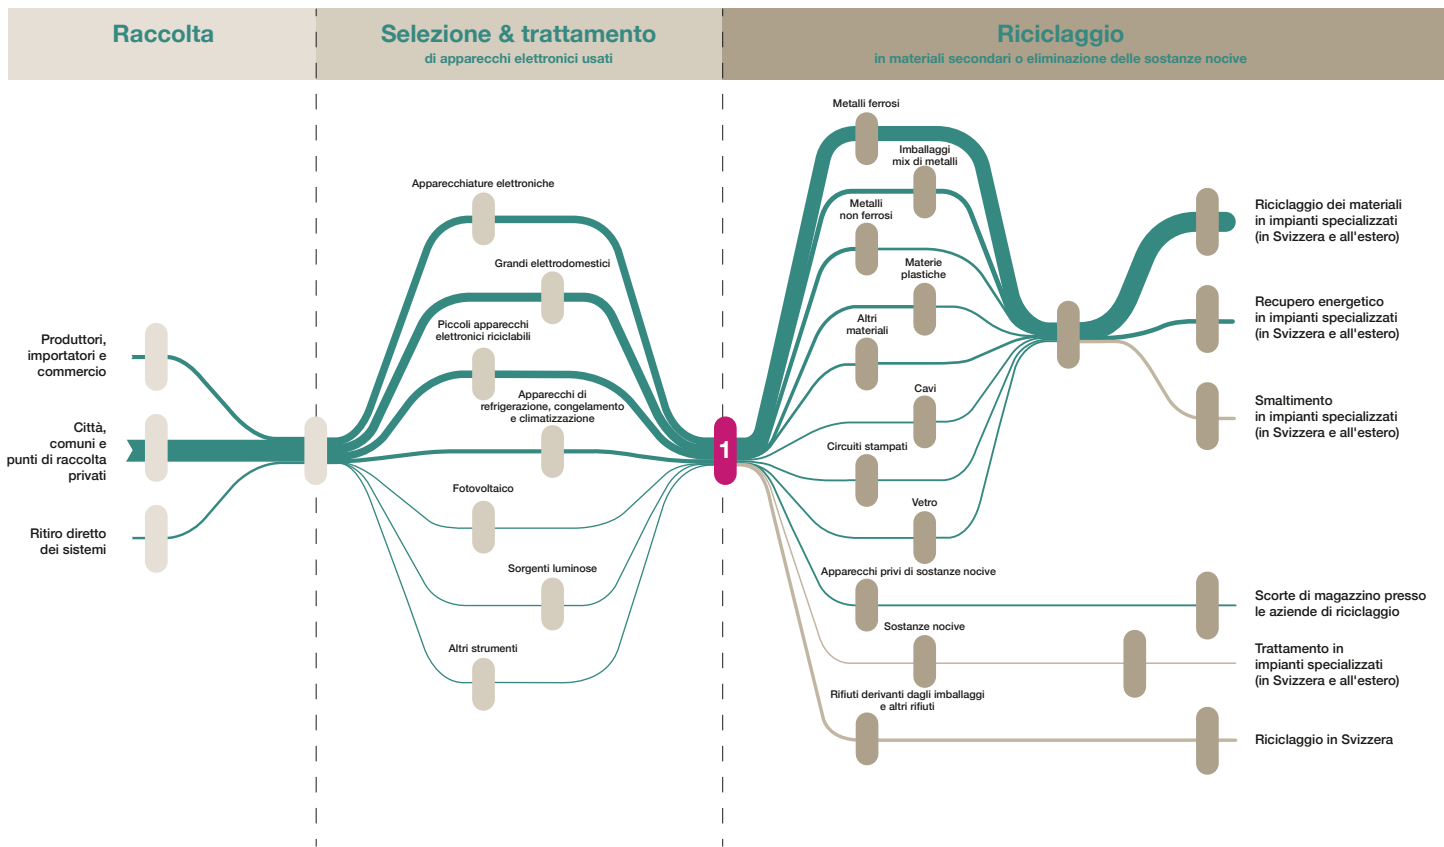 Raccolta
Selezione & trattamento
di apparecchi elettronici usati
Riciclaggio
in materiali secondari o eliminazione delle sostanze nocive
Produttori,
importatori e
commercio
Città,
comuni e
punti di raccolta
privati
Ritiro diretto
dei sistemi
Apparecchiature elettroniche
Grandi elettrodomestici
Piccoli apparecchi
elettronici riciclabili
Apparecchi di
refrigerazione, congelamento
e climatizzazione
Fotovoltaico
Sorgenti luminose
Altri strumenti
1
Metalli ferrosi
Imballaggi
mix di metalli
Metalli
non ferrosi
Materie
plastiche
Altri
materiali
Cavi
Circuiti stampati
Vetro
Apparecchi privi di sostanze nocive
Sostanze nocive
Rifiuti derivanti dagli imballaggi
e altri rifiuti
Riciclaggio dei materiali
in impianti specializzati
(in Svizzera e all'estero)
Recupero energetico
in impianti specializzati
(in Svizzera e all'estero)
Smaltimento
in impianti specializzati
(in Svizzera e all'estero)
Scorte di magazzino presso
le aziende di riciclaggio
Trattamento in
impianti specializzati
(in Svizzera e all'estero)
Riciclaggio in Svizzera